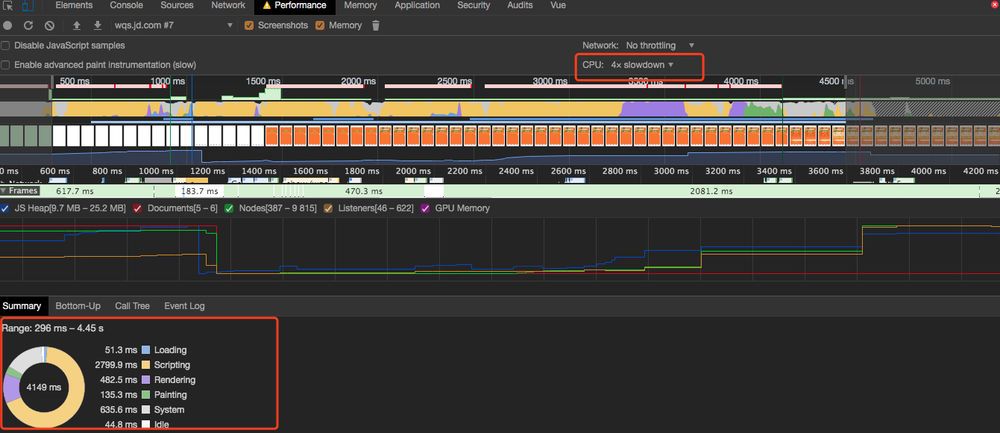 Elements Console Sources Network Performance Memory Application Security Audits Vue
wqs.jd.com #7 Screenshots Memory
Disable JavaScript samples Network: No throttling
Enable advanced paint instrumentation (slow) CPU: 4x slowdown
500 ms 1000 ms 1500 ms 2000 ms 2500 ms 3000 ms 3500 ms 4000 ms 4500 ms 5000 ms
0 ms 600 ms 800 ms 1000 ms 1200 ms 1400 ms 1600 ms 1800 ms 2000 ms 2200 ms 2400 ms 2600 ms 2800 ms 3000 ms 3200 ms 3400 ms 3600 ms 3800 ms 4000 ms 4200 ms
Frames 617.7 ms 183.7 ms 470.3 ms 2081.2 ms 2
JS Heap[9.7 MB – 25.2 MB] Documents[5 – 6] Nodes[387 – 9 815] Listeners[46 – 622] GPU Memory
Summary Bottom-Up Call Tree Event Log
Range: 296 ms – 4.45 s
51.3 ms Loading
2799.9 ms Scripting
482.5 ms Rendering
4149 ms
135.3 ms Painting
635.6 ms System
44.8 ms Idle